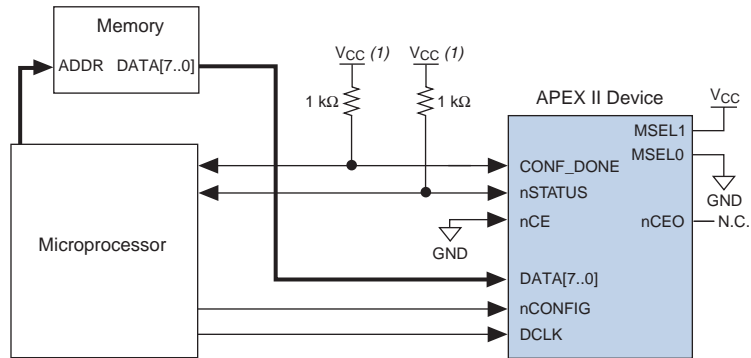 Memory
ADDR DATA[7..0]
VCC (1) VCC (1)
1 kΩ 1 kΩ
APEX II Device
VCC
MSEL1
MSEL0
GND
CONF_DONE
nSTATUS
nCE
GND
nCEO N.C.
Microprocessor
DATA[7..0]
nCONFIG
DCLK